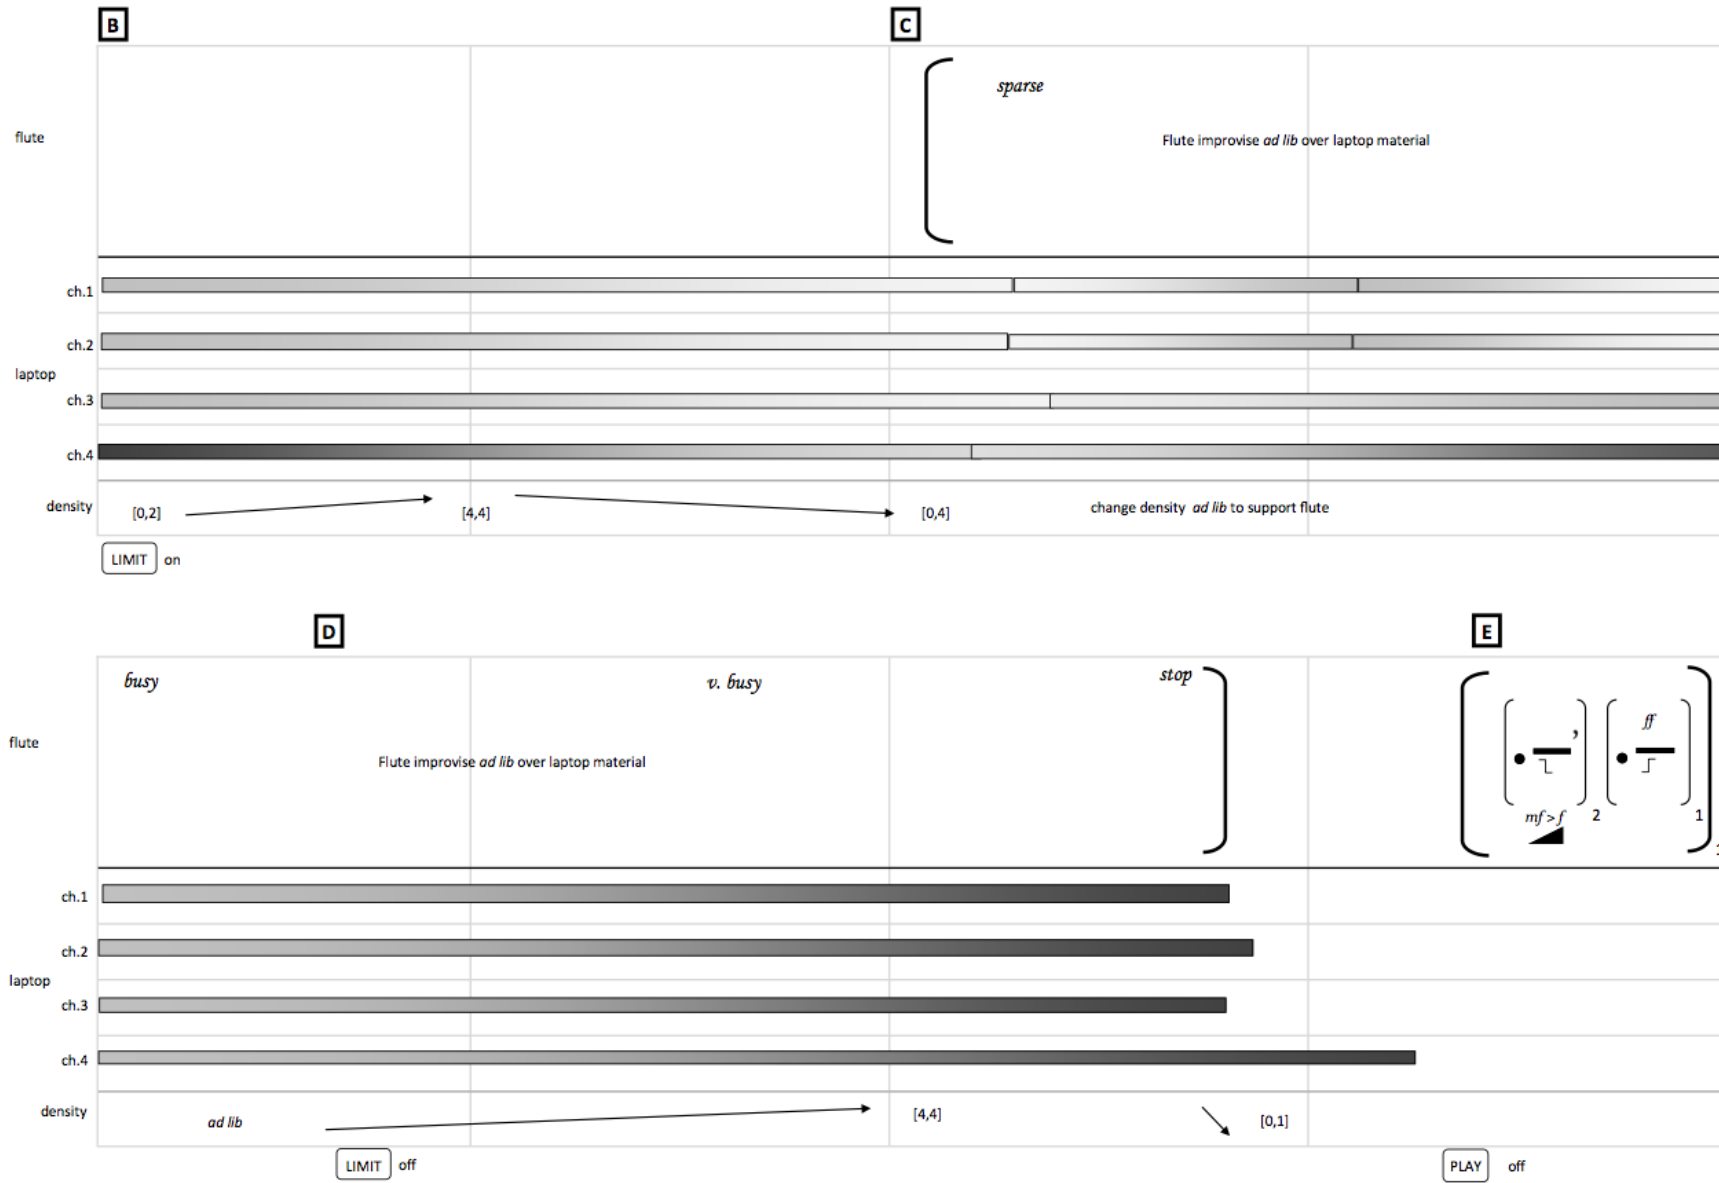 B
C
sparse
flute
Flute improvise ad lib over laptop material
ch.1
ch.2
laptop
ch.3
ch.4
density
[0,2]
[4,4]
[0,4]
change density ad lib to support flute
LIMIT on
D
E
busy
v. busy
stop
ff
,
flute
Flute improvise ad lib over laptop material
mf > f
2
1
ch.1
ch.2
laptop
ch.3
ch.4
density
ad lib
[4,4]
[0,1]
LIMIT off
PLAY off